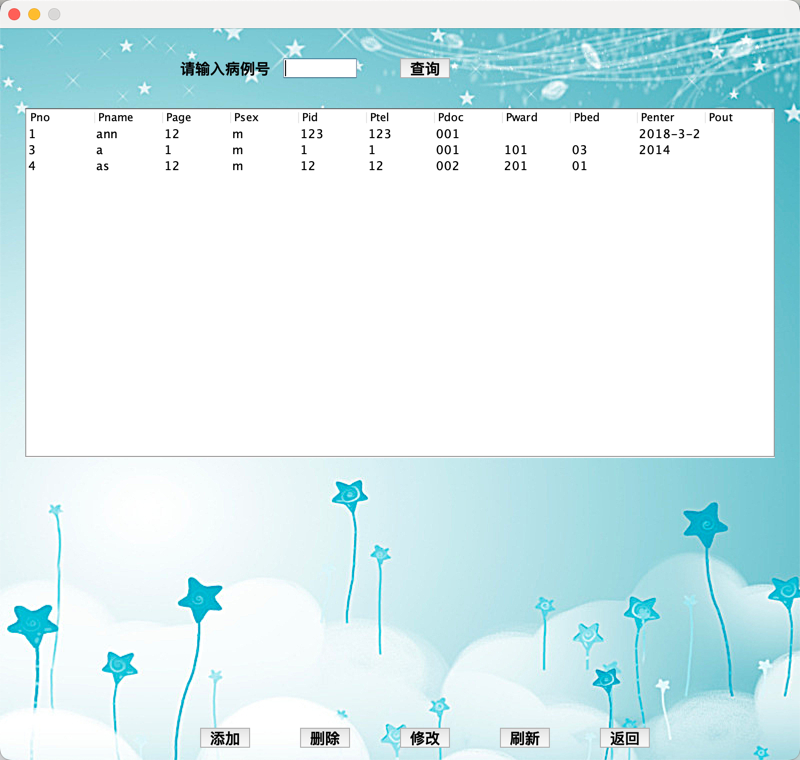 请输入病例号 查询
Pno Pname Page Psex Pid Ptel Pdoc Pward Pbed Penter Pout
1 ann 12 m 123 123 001 2018-3-2
3 a 1 m 1 1 001 101 03 2014
4 as 12 m 12 12 002 201 01
添加 删除 修改 刷新 返回